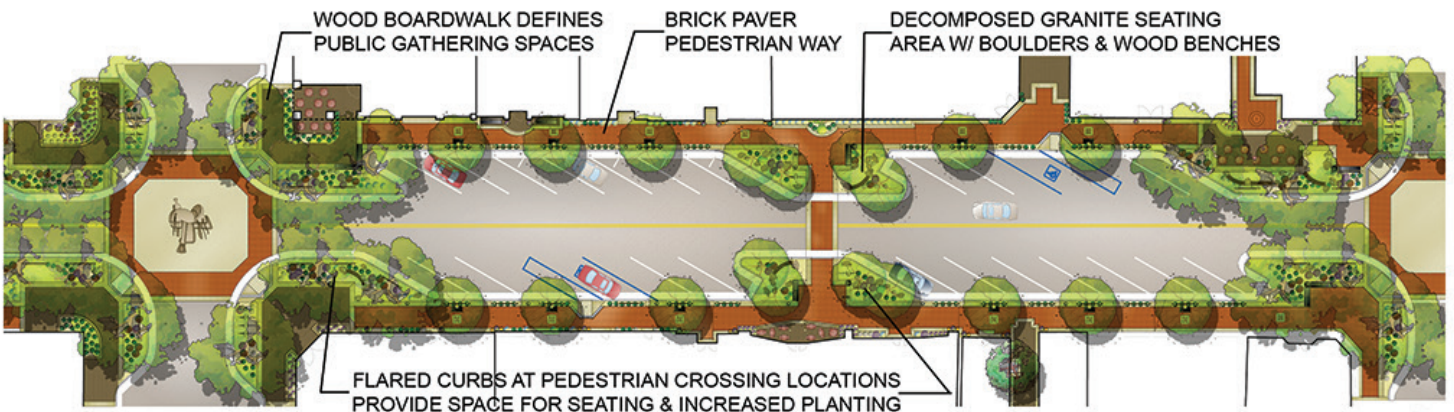 WOOD BOARDWALK DEFINES
PUBLIC GATHERING SPACES
BRICK PAVER
PEDESTRIAN WAY
DECOMPOSED GRANITE SEATING
AREA W/ BOULDERS & WOOD BENCHES
FLARED CURBS AT PEDESTRIAN CROSSING LOCATIONS
PROVIDE SPACE FOR SEATING & INCREASED PLANTING